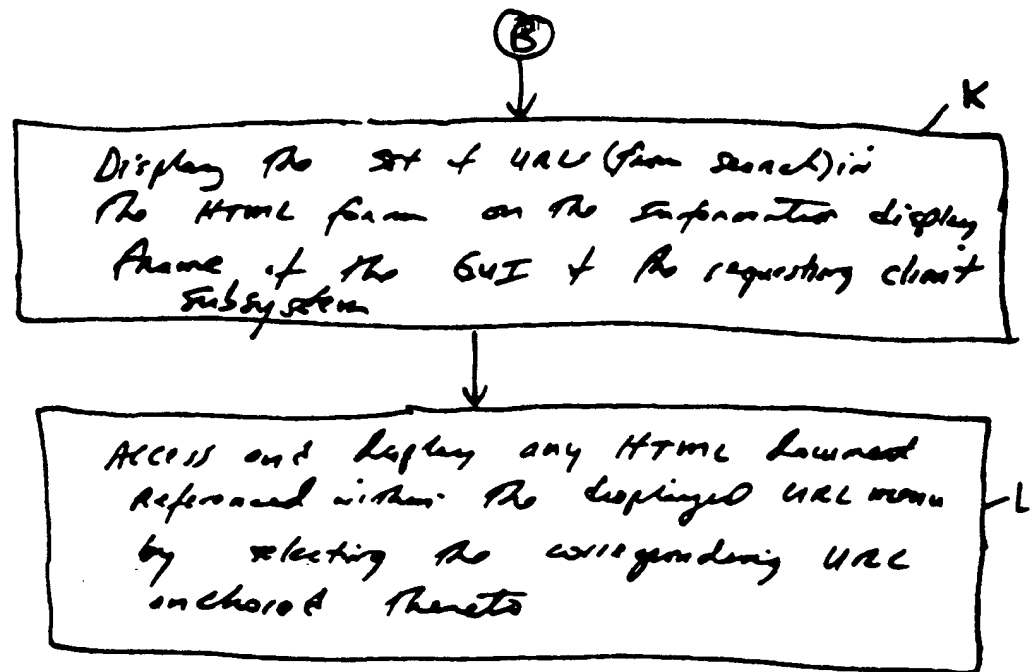 B
K
Display the set of URLs (from search) in
the HTML form on the Information display
frame of the GUI of the requesting client
subsystem
Access and display any HTML document
Referenced within the displayed URL menu
L
by selecting the corresponding URL
anchored thereto